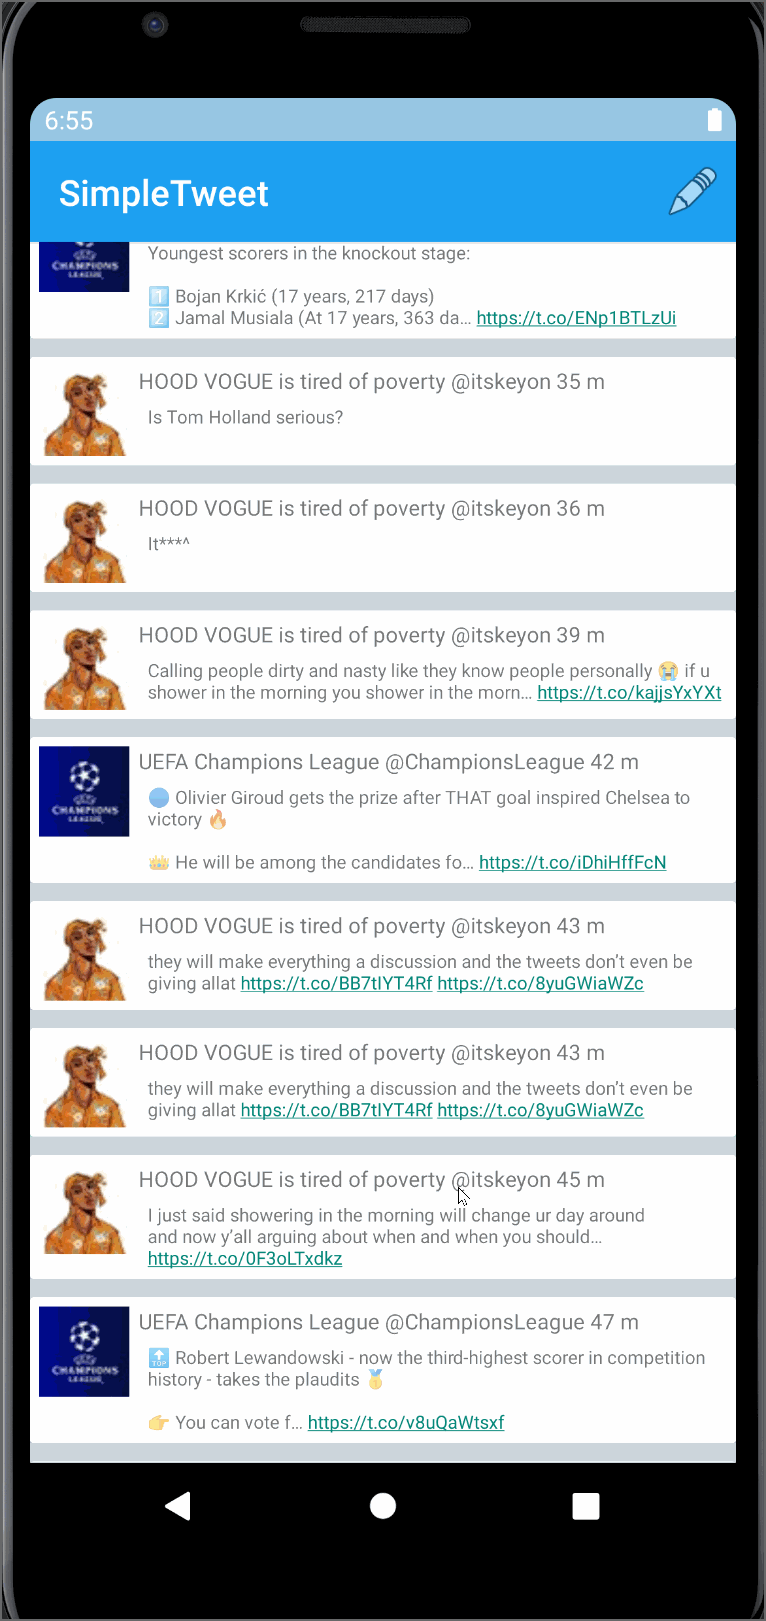 6:55
SimpleTweet
CHAMPIONS
LEAGUE
Youngest scorers in the knockout stage:
1️⃣ Bojan Krkić (17 years, 217 days)
2️⃣ Jamal Musiala (At 17 years, 363 da… https://t.co/ENp1BTLzUi
HOOD VOGUE is tired of poverty @itskeyon 35 m
Is Tom Holland serious?
HOOD VOGUE is tired of poverty @itskeyon 36 m
It***^
HOOD VOGUE is tired of poverty @itskeyon 39 m
Calling people dirty and nasty like they know people personally 😭 if u
shower in the morning you shower in the morn… https://t.co/kajjsYxYXt
CHAMPIONS
LEAGUE
UEFA Champions League @ChampionsLeague 42 m
🔵 Olivier Giroud gets the prize after THAT goal inspired Chelsea to
victory 🔥
👑 He will be among the candidates fo… https://t.co/iDhiHffFcN
HOOD VOGUE is tired of poverty @itskeyon 43 m
they will make everything a discussion and the tweets don’t even be
giving allat https://t.co/BB7tIYT4Rf https://t.co/8yuGWiaWZc
HOOD VOGUE is tired of poverty @itskeyon 43 m
they will make everything a discussion and the tweets don’t even be
giving allat https://t.co/BB7tIYT4Rf https://t.co/8yuGWiaWZc
HOOD VOGUE is tired of poverty @itskeyon 45 m
I just said showering in the morning will change ur day around
and now y’all arguing about when and when you should…
https://t.co/0F3oLTxdkz
CHAMPIONS
LEAGUE
UEFA Champions League @ChampionsLeague 47 m
🔝 Robert Lewandowski - now the third-highest scorer in competition
history - takes the plaudits 🥇
👉 You can vote f… https://t.co/v8uQaWtsxf